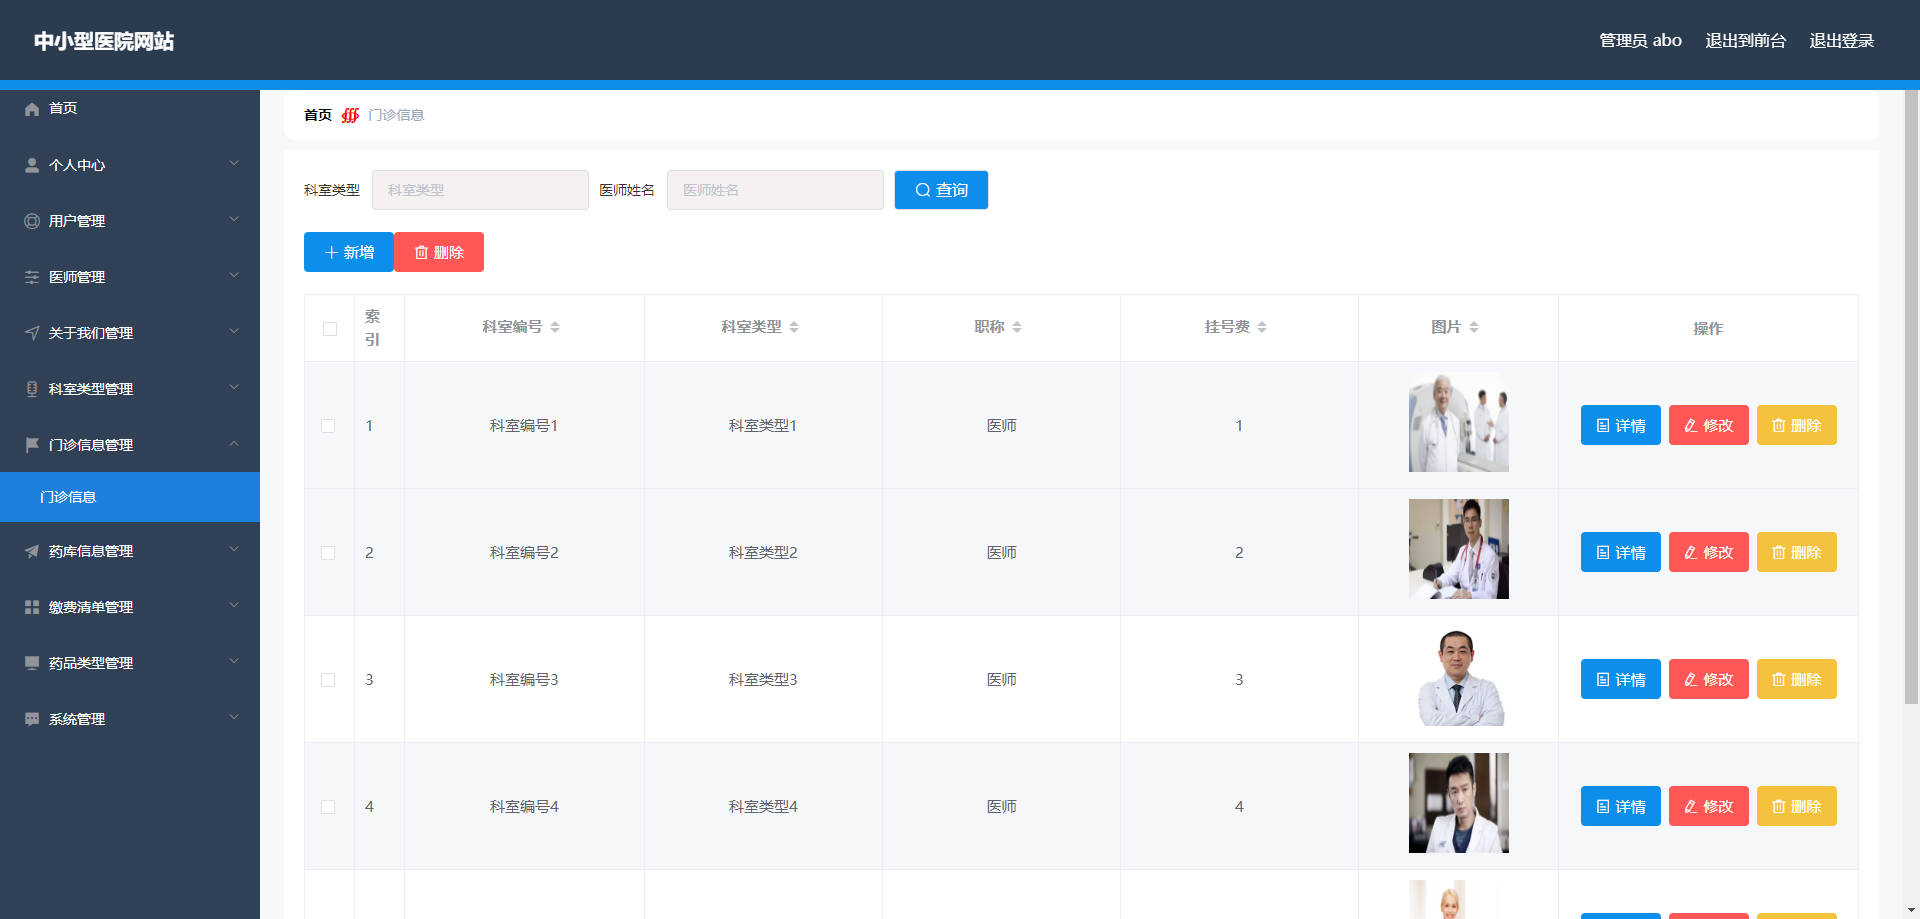 中小型医院网站
管理员 abo 退出到前台 退出登录
首页
个人中心
用户管理
医师管理
关于我们管理
科室类型管理
门诊信息管理
门诊信息
药库信息管理
缴费清单管理
药品类型管理
系统管理
首页 门诊信息
科室类型 科室类型 医师姓名 医师姓名 查询
新增 删除
索引 科室编号 科室类型 职称 挂号费 图片 操作
1 科室编号1 科室类型1 医师 1 详情 修改 删除
2 科室编号2 科室类型2 医师 2 详情 修改 删除
3 科室编号3 科室类型3 医师 3 详情 修改 删除
4 科室编号4 科室类型4 医师 4 详情 修改 删除